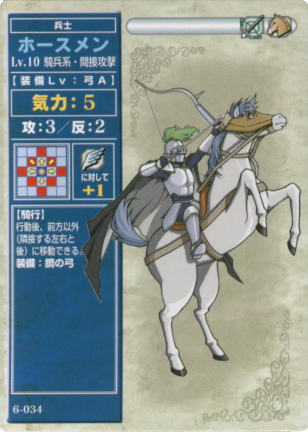 兵士
ホースメン
Lv.10 騎兵系・間接攻撃
【装備Lv：弓A】
気力：5
攻：3／反：2
に対して
+1
【騎行】
行動後、前方以外
(隣接する左右と
後)に移動できる。
装備：鋼の弓
6-034